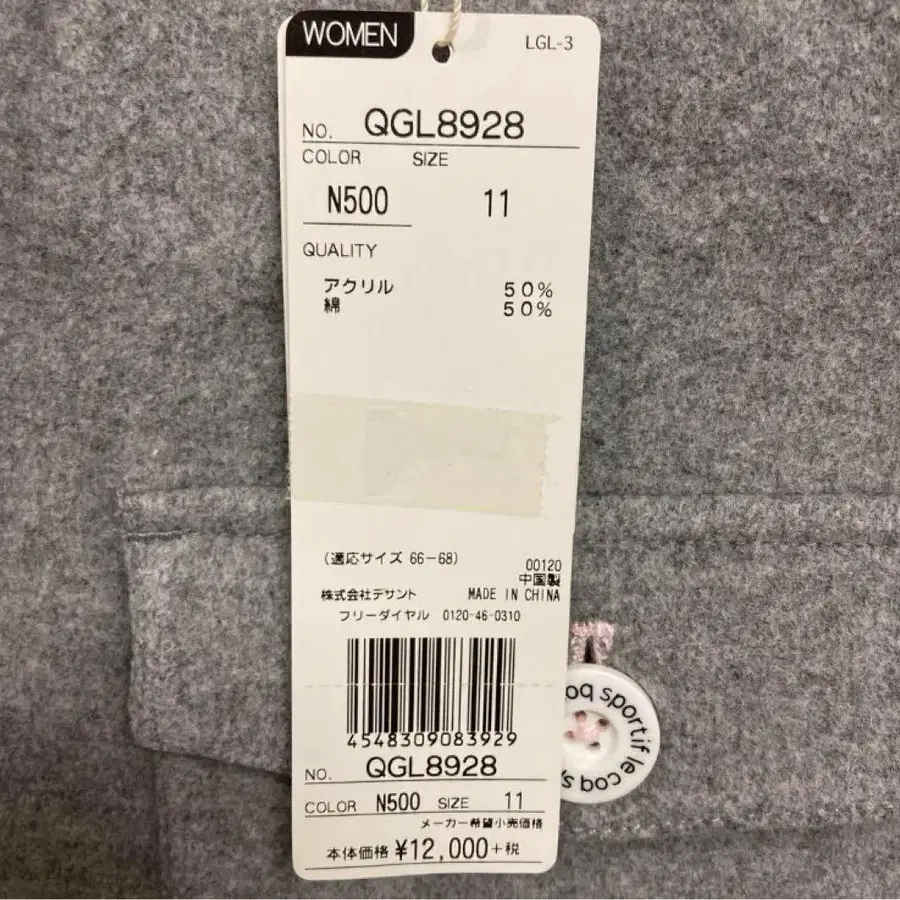 WOMEN
LGL-3
NO. QGL8928
COLOR SIZE
N500 11
QUALITY
アクリル 50%
綿 50%
(適応サイズ 66-68)
00120
中国製
株式会社デサント MADE IN CHINA
フリーダイヤル 0120-46-0310
4548309083929
NO. QGL8928
COLOR N500 SIZE 11
メーカー希望小売価格
本体価格 ¥12,000+税
oq sportif le coq s